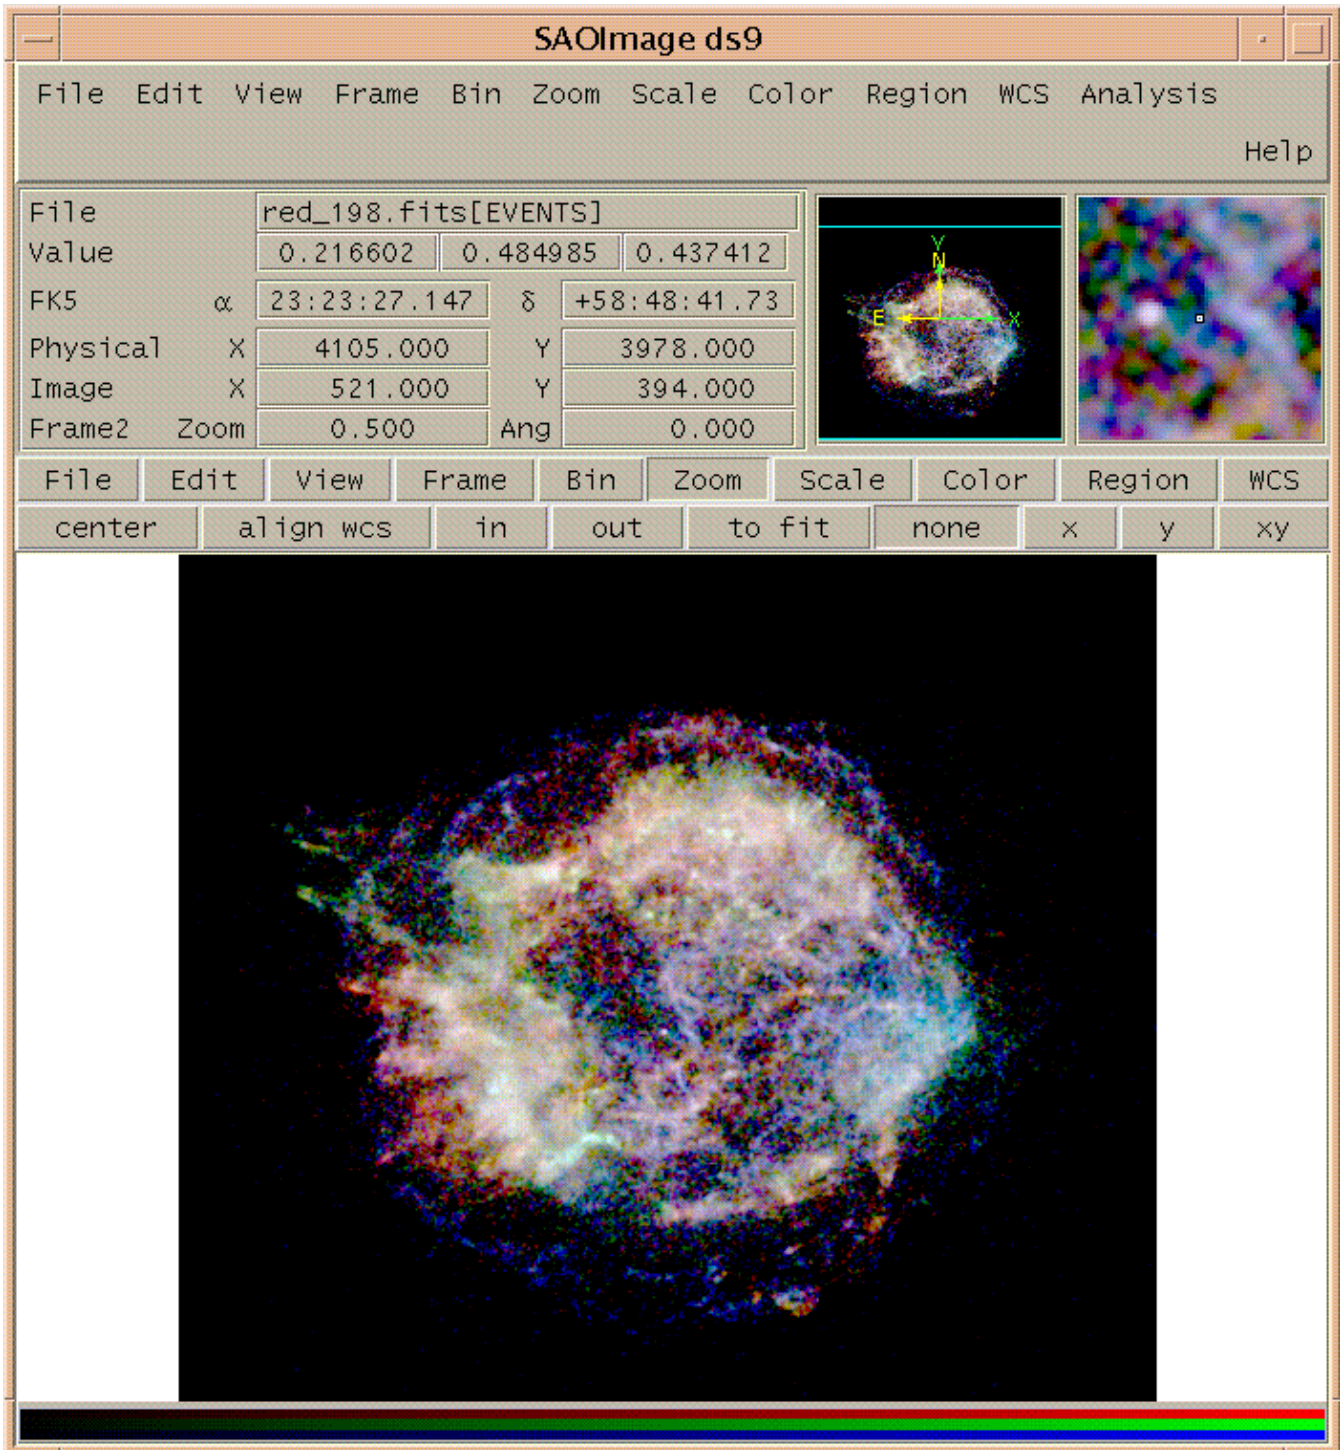 SAOImage ds9
File Edit View Frame Bin Zoom Scale Color Region WCS Analysis
Help
File red_198.fits[EVENTS]
Value 0.216602 0.484985 0.437412
FK5 α 23:23:27.147 δ +58:48:41.73
Physical X 4105.000 Y 3978.000
Image X 521.000 Y 394.000
Frame2 Zoom 0.500 Ang 0.000
Y
N
E X
File Edit View Frame Bin Zoom Scale Color Region WCS
center align wcs in out to fit none x y xy